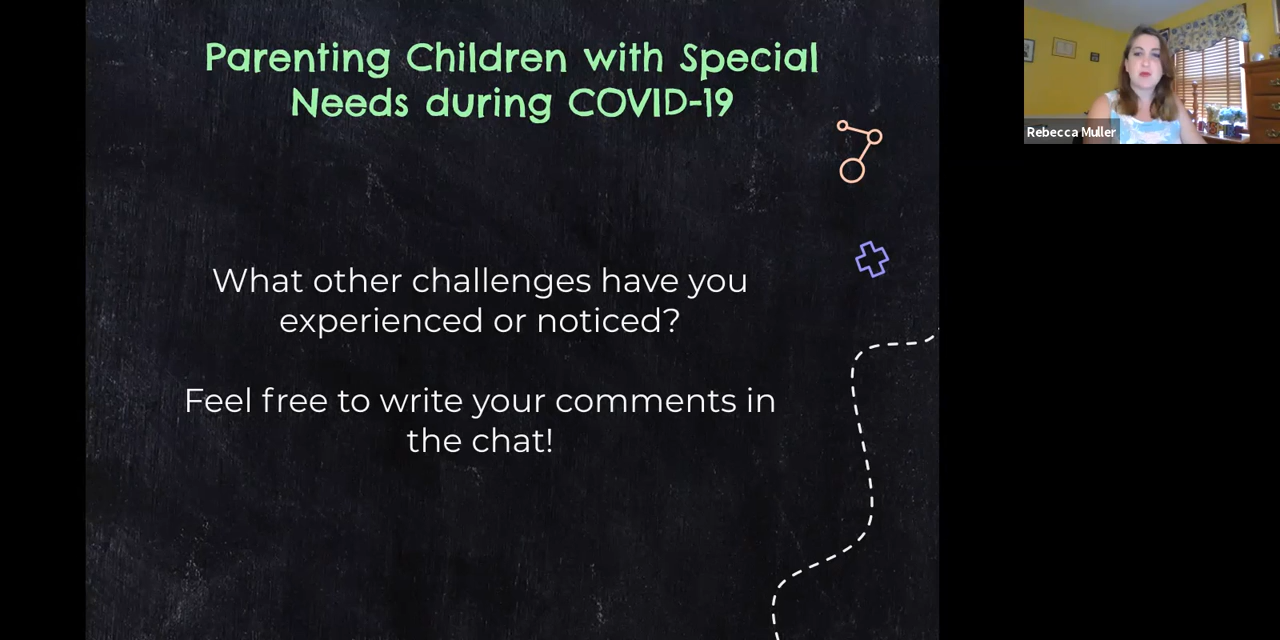 Parenting Children with Special
Needs during COVID-19
What other challenges have you
experienced or noticed?
Feel free to write your comments in
the chat!
Rebecca Muller